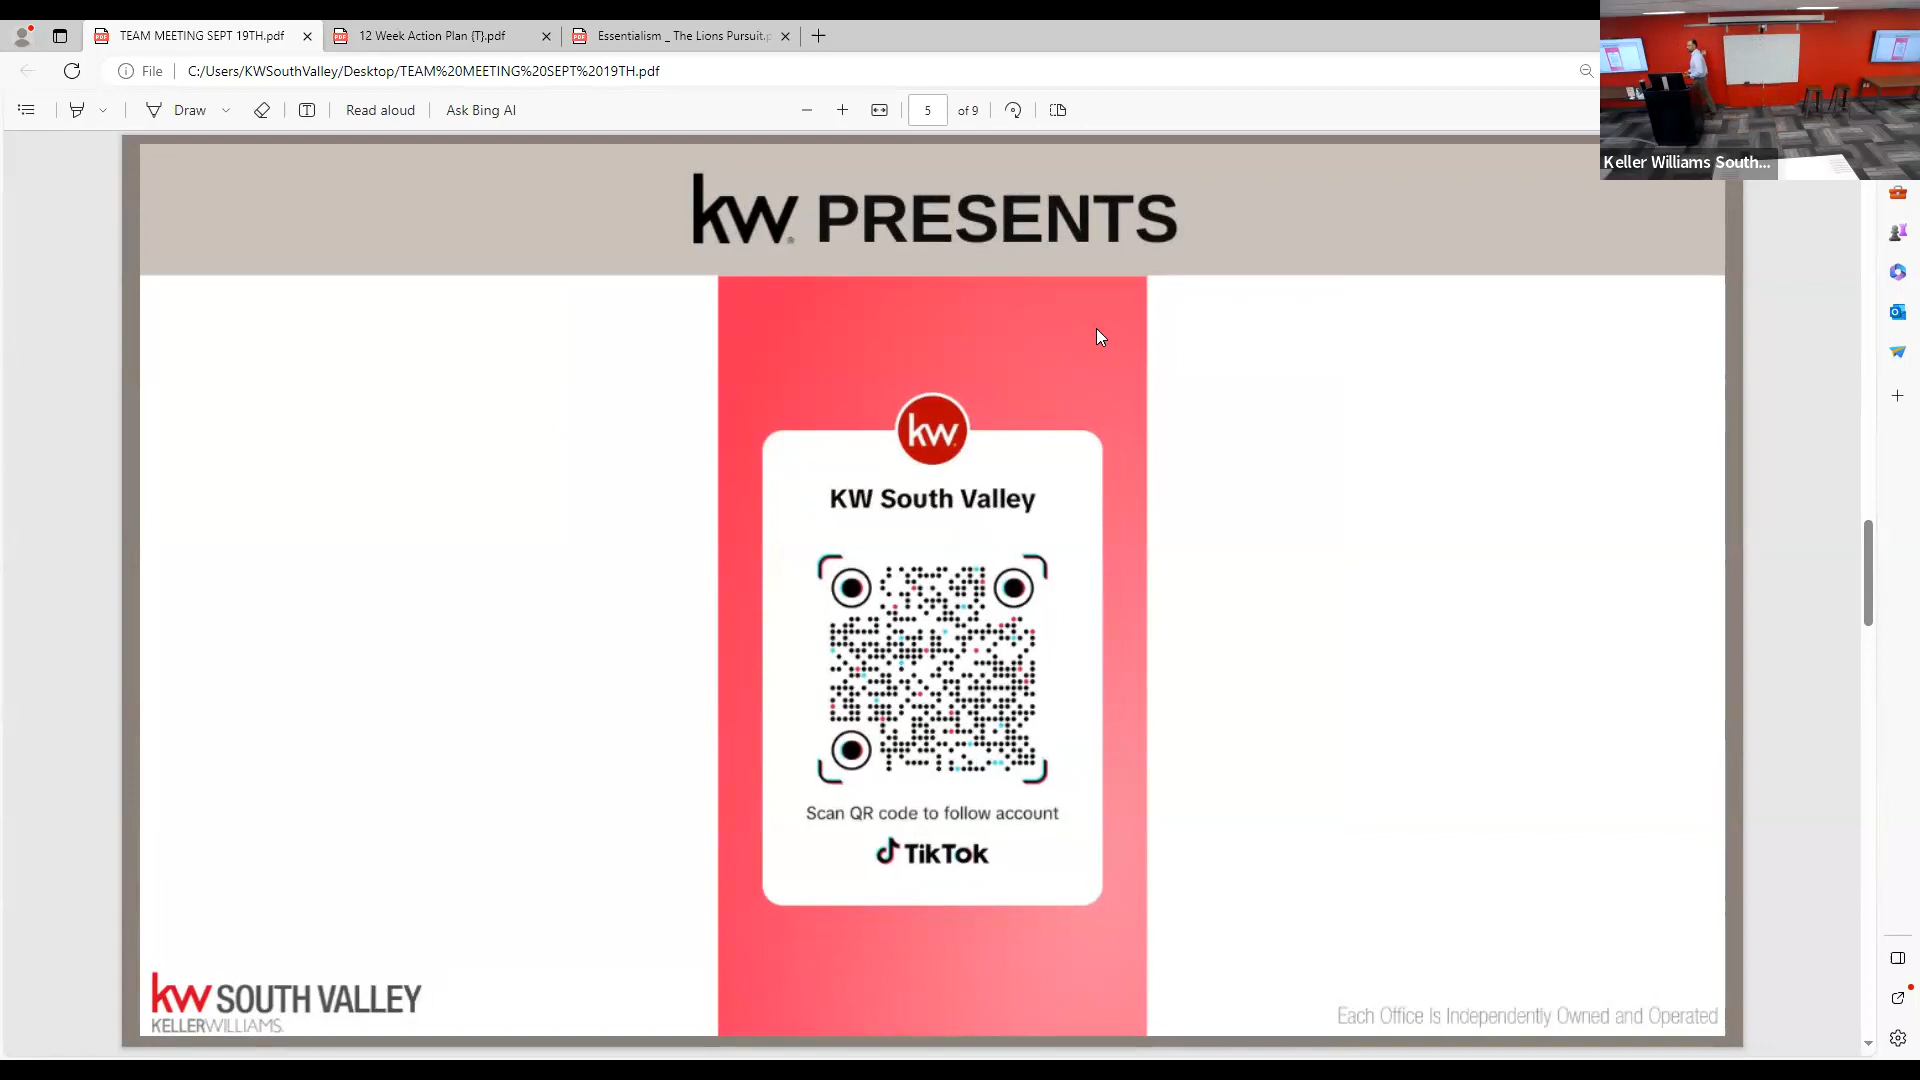 TEAM MEETING SEPT 19TH.pdf
12 Week Action Plan {T}.pdf
Essentialism _ The Lions Pursuit.p
File
C:/Users/KWSouthValley/Desktop/TEAM%20MEETING%20SEPT%2019TH.pdf
Draw
Read aloud
Ask Bing AI
5
of 9
Keller Williams South...
kw PRESENTS
kw
KW South Valley
Scan QR code to follow account
TikTok
kw SOUTH VALLEY
KELLERWILLIAMS.
Each Office Is Independently Owned and Operated